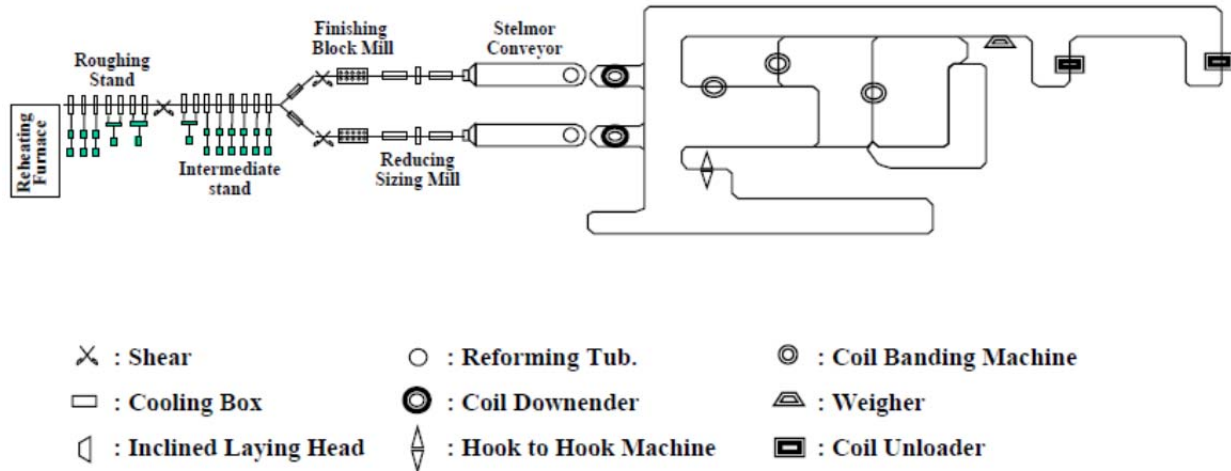 Finishing
Block Mill
Stelmor
Conveyor
Roughing
Stand
Reheating
Furnace
Intermediate
stand
Reducing
Sizing Mill
: Shear
: Reforming Tub.
: Coil Banding Machine
: Cooling Box
: Coil Downender
: Weigher
: Inclined Laying Head
: Hook to Hook Machine
: Coil Unloader